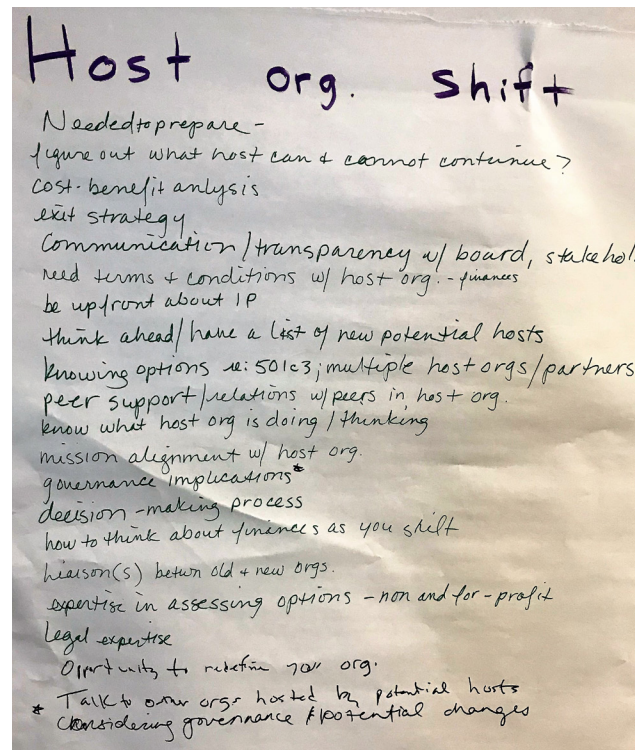 Host org. Shift
Needed to prepare -
figure out what host can & cannot continue?
cost-benefit anlysis
exit strategy
Communication/transparency w/ board, stakehol
need terms & conditions w/ host org. - finances
be upfront about IP
think ahead/have a list of new potential hosts
knowing options re: 501c3; multiple host orgs/partners
peer support/relations w/peers in host org.
know what host org is doing/thinking
mission alignment w/ host org.
governance implications*
decision-making process
how to think about finances as you shift
liaison(s) betwn old & new orgs.
expertise in assessing options - non and for-profit
Legal expertise
Opportunity to redefine your org.
* Talk to other orgs hosted by potential hosts
considering governance & potential changes